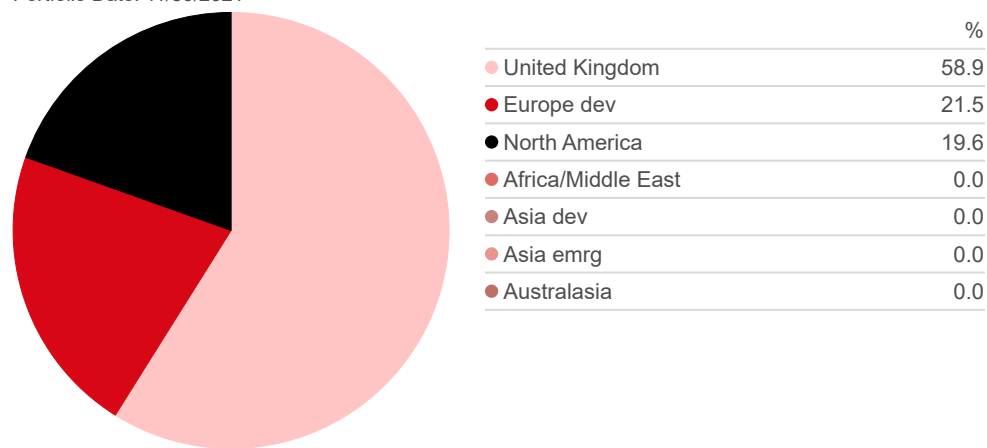 %
United Kingdom 58.9
Europe dev 21.5
North America 19.6
Africa/Middle East 0.0
Asia dev 0.0
Asia emrg 0.0
Australasia 0.0